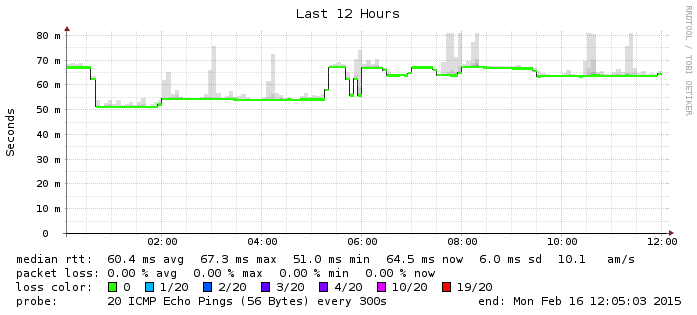 Last 12 Hours
RRDTOOL / TOBI OETIKER
Seconds
80 m
70 m
60 m
50 m
40 m
30 m
20 m
10 m
0
02:00 04:00 06:00 08:00 10:00 12:00
median rtt: 60.4 ms avg 67.3 ms max 51.0 ms min 64.5 ms now 6.0 ms sd 10.1 am/s
packet loss: 0.00 % avg 0.00 % max 0.00 % min 0.00 % now
loss color: 0 1/20 2/20 3/20 4/20 10/20 19/20
probe: 20 ICMP Echo Pings (56 Bytes) every 300s end: Mon Feb 16 12:05:03 2015